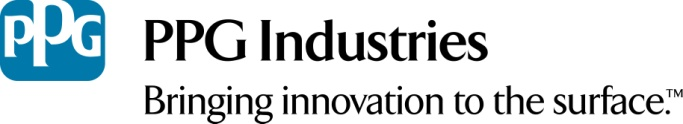 PPG
PPG Industries
Bringing innovation to the surface.™